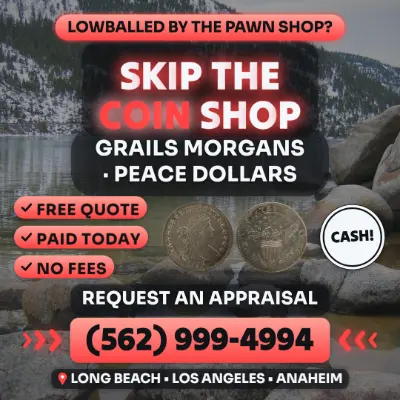 LOWBALLED BY THE PAWN SHOP?
SKIP THE
COIN SHOP
GRAILS MORGANS
· PEACE DOLLARS
✓ FREE QUOTE
✓ PAID TODAY
✓ NO FEES
CASH!
REQUEST AN APPRAISAL
(562) 999-4994
LONG BEACH ▪ LOS ANGELES ▪ ANAHEIM